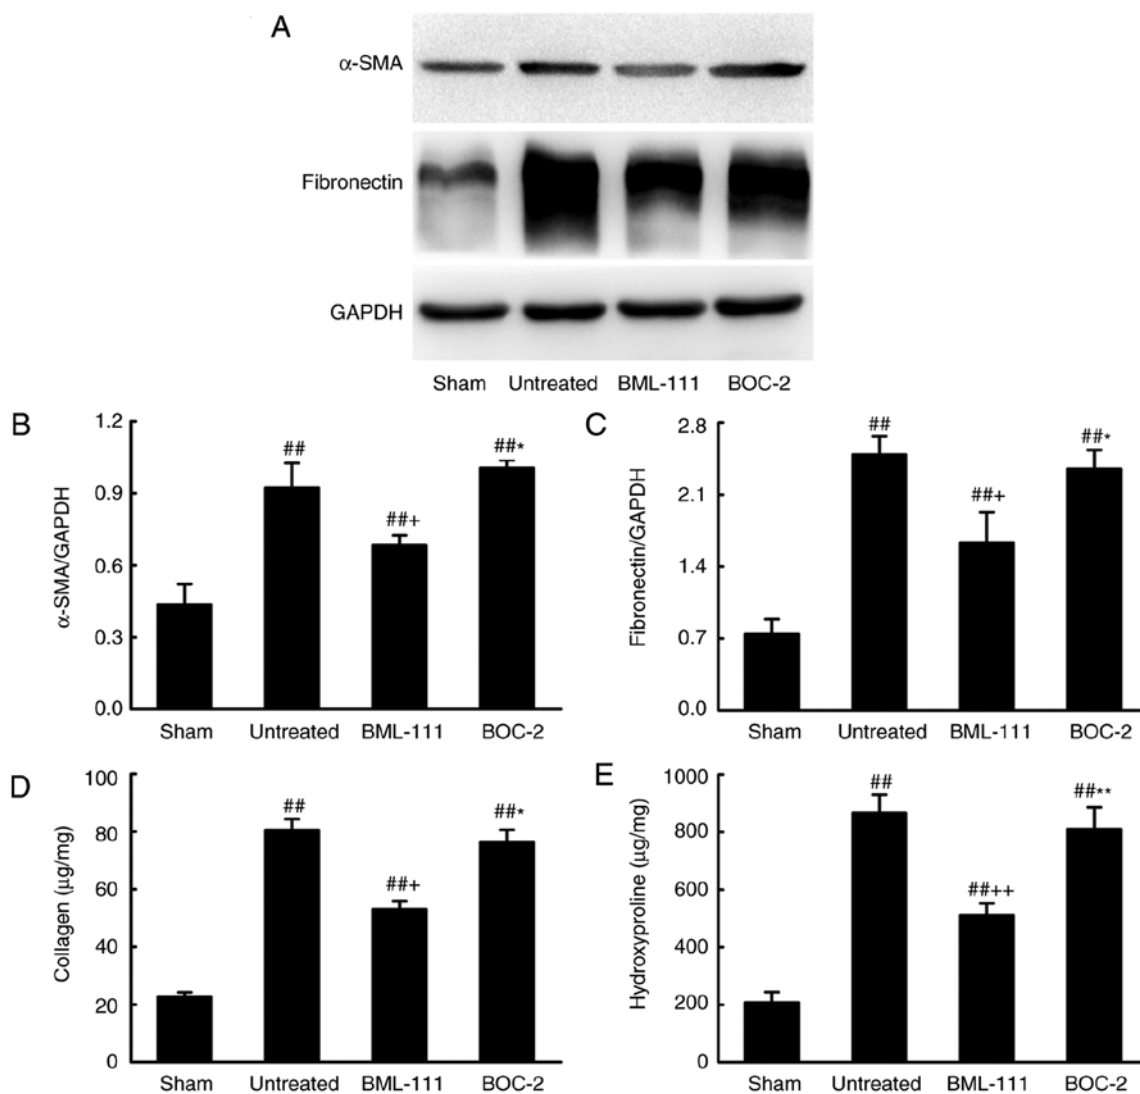 A
α-SMA
Fibronectin
GAPDH
Sham Untreated BML-111 BOC-2
B
α-SMA/GAPDH
1.2
0.9
0.6
0.3
0.0
##
##+
##*
Sham Untreated BML-111 BOC-2
C
Fibronectin/GAPDH
2.8
2.1
1.4
0.7
0.0
##
##+
##*
Sham Untreated BML-111 BOC-2
D
Collagen (μg/mg)
100
80
60
40
20
0
##
##+
##*
Sham Untreated BML-111 BOC-2
E
Hydroxyproline (μg/mg)
1000
800
600
400
200
0
##
##++
##**
Sham Untreated BML-111 BOC-2